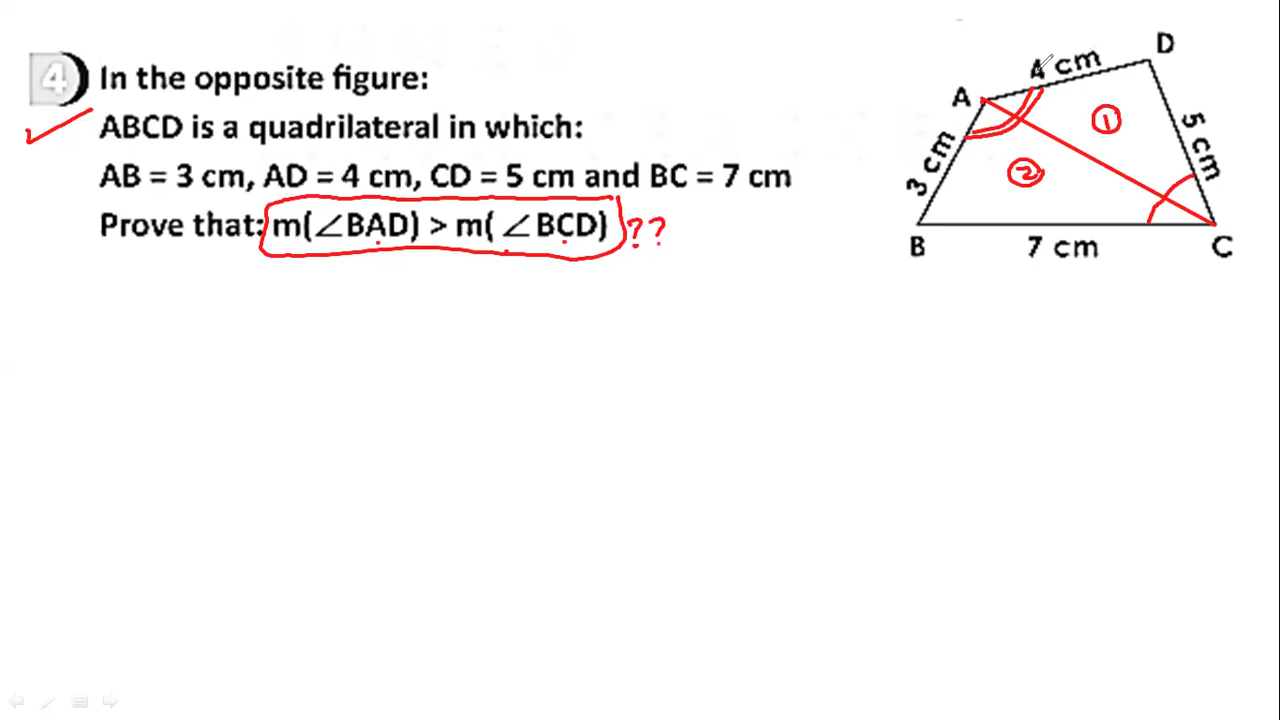 4 In the opposite figure:
ABCD is a quadrilateral in which:
AB = 3 cm, AD = 4 cm, CD = 5 cm and BC = 7 cm
Prove that: m(∠BAD) > m( ∠BCD) ??
D
4 cm
A
1
5 cm
3 cm
2
B
7 cm
C